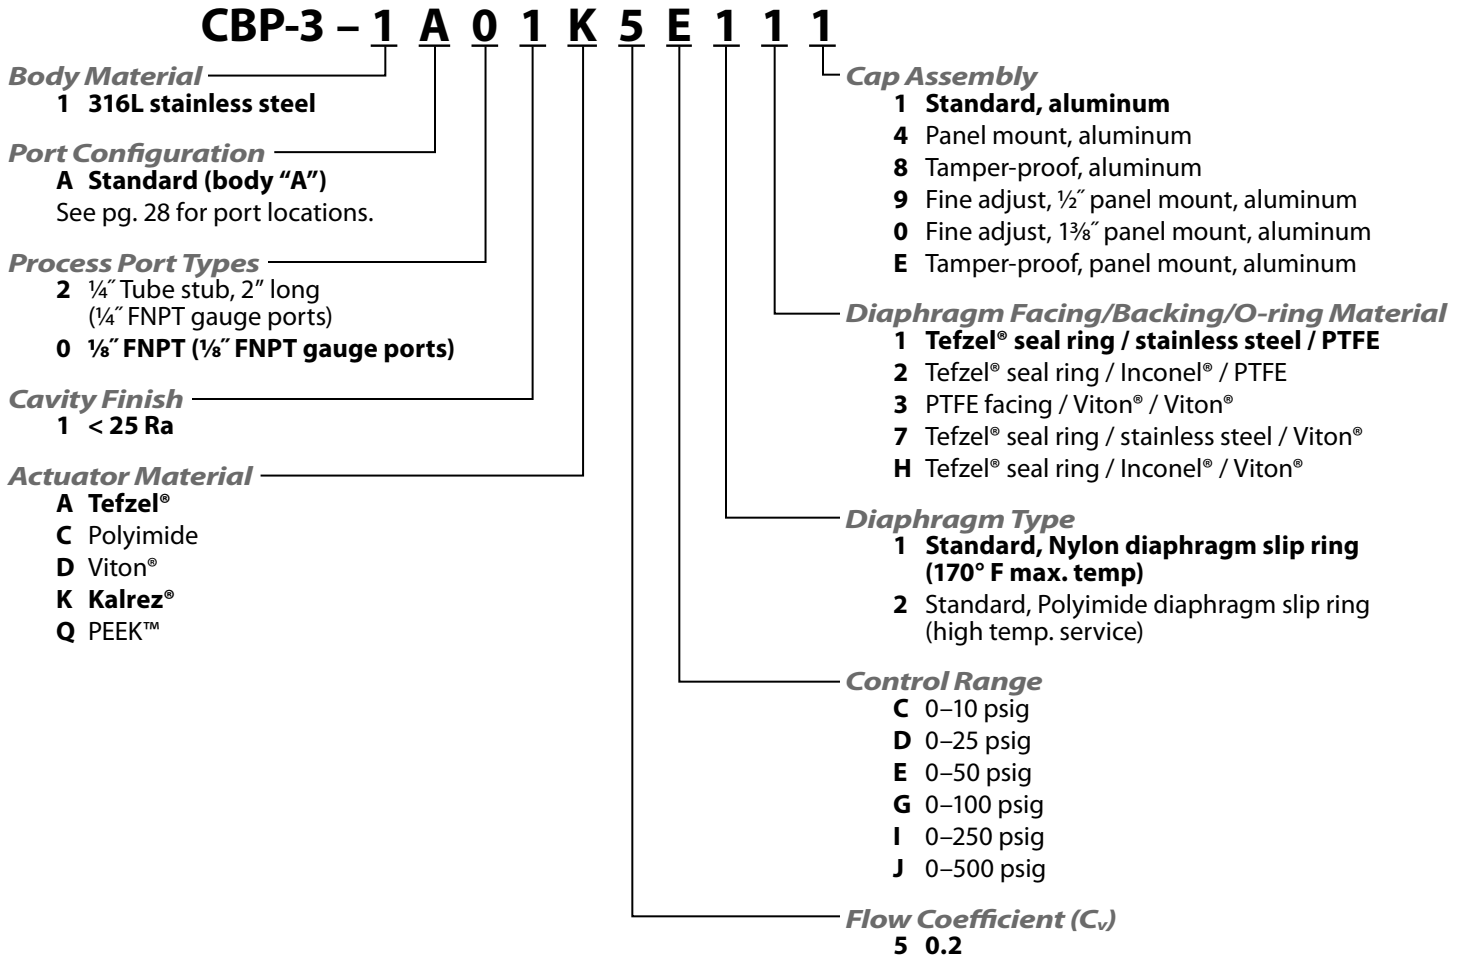 CBP-3 – 1 A 0 1 K 5 E 1 1 1
Body Material
1 316L stainless steel
Port Configuration
A Standard (body “A”)
See pg. 28 for port locations.
Process Port Types
2 ¼˝ Tube stub, 2” long
(¼˝ FNPT gauge ports)
0 ⅛˝ FNPT (⅛˝ FNPT gauge ports)
Cavity Finish
1 < 25 Ra
Actuator Material
A Tefzel®
C Polyimide
D Viton®
K Kalrez®
Q PEEK™
Cap Assembly
1 Standard, aluminum
4 Panel mount, aluminum
8 Tamper-proof, aluminum
9 Fine adjust, ½˝ panel mount, aluminum
0 Fine adjust, 1⅜˝ panel mount, aluminum
E Tamper-proof, panel mount, aluminum
Diaphragm Facing/Backing/O-ring Material
1 Tefzel® seal ring / stainless steel / PTFE
2 Tefzel® seal ring / Inconel® / PTFE
3 PTFE facing / Viton® / Viton®
7 Tefzel® seal ring / stainless steel / Viton®
H Tefzel® seal ring / Inconel® / Viton®
Diaphragm Type
1 Standard, Nylon diaphragm slip ring
(170° F max. temp)
2 Standard, Polyimide diaphragm slip ring
(high temp. service)
Control Range
C 0–10 psig
D 0–25 psig
E 0–50 psig
G 0–100 psig
I 0–250 psig
J 0–500 psig
Flow Coefficient (Cᵥ)
5 0.2